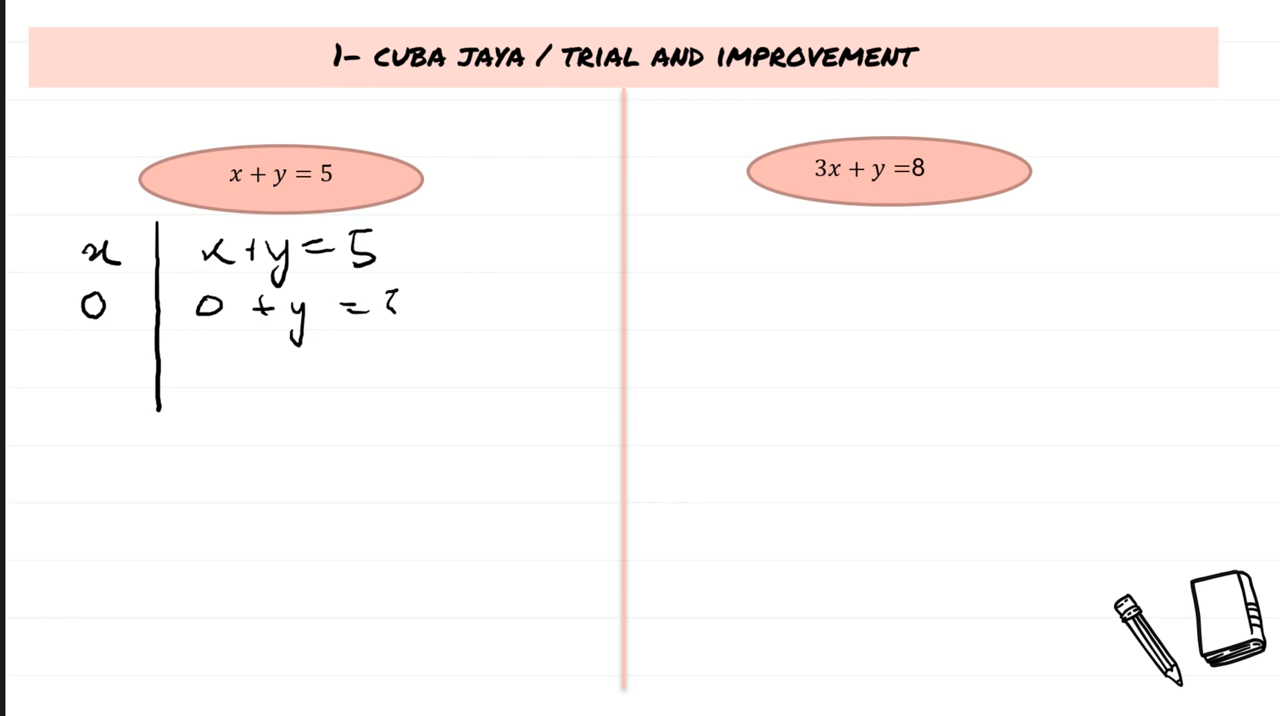 1- CUBA JAYA / TRIAL AND IMPROVEMENT
x + y = 5
x x+y=5
0 0 + y = ?
3x + y =8